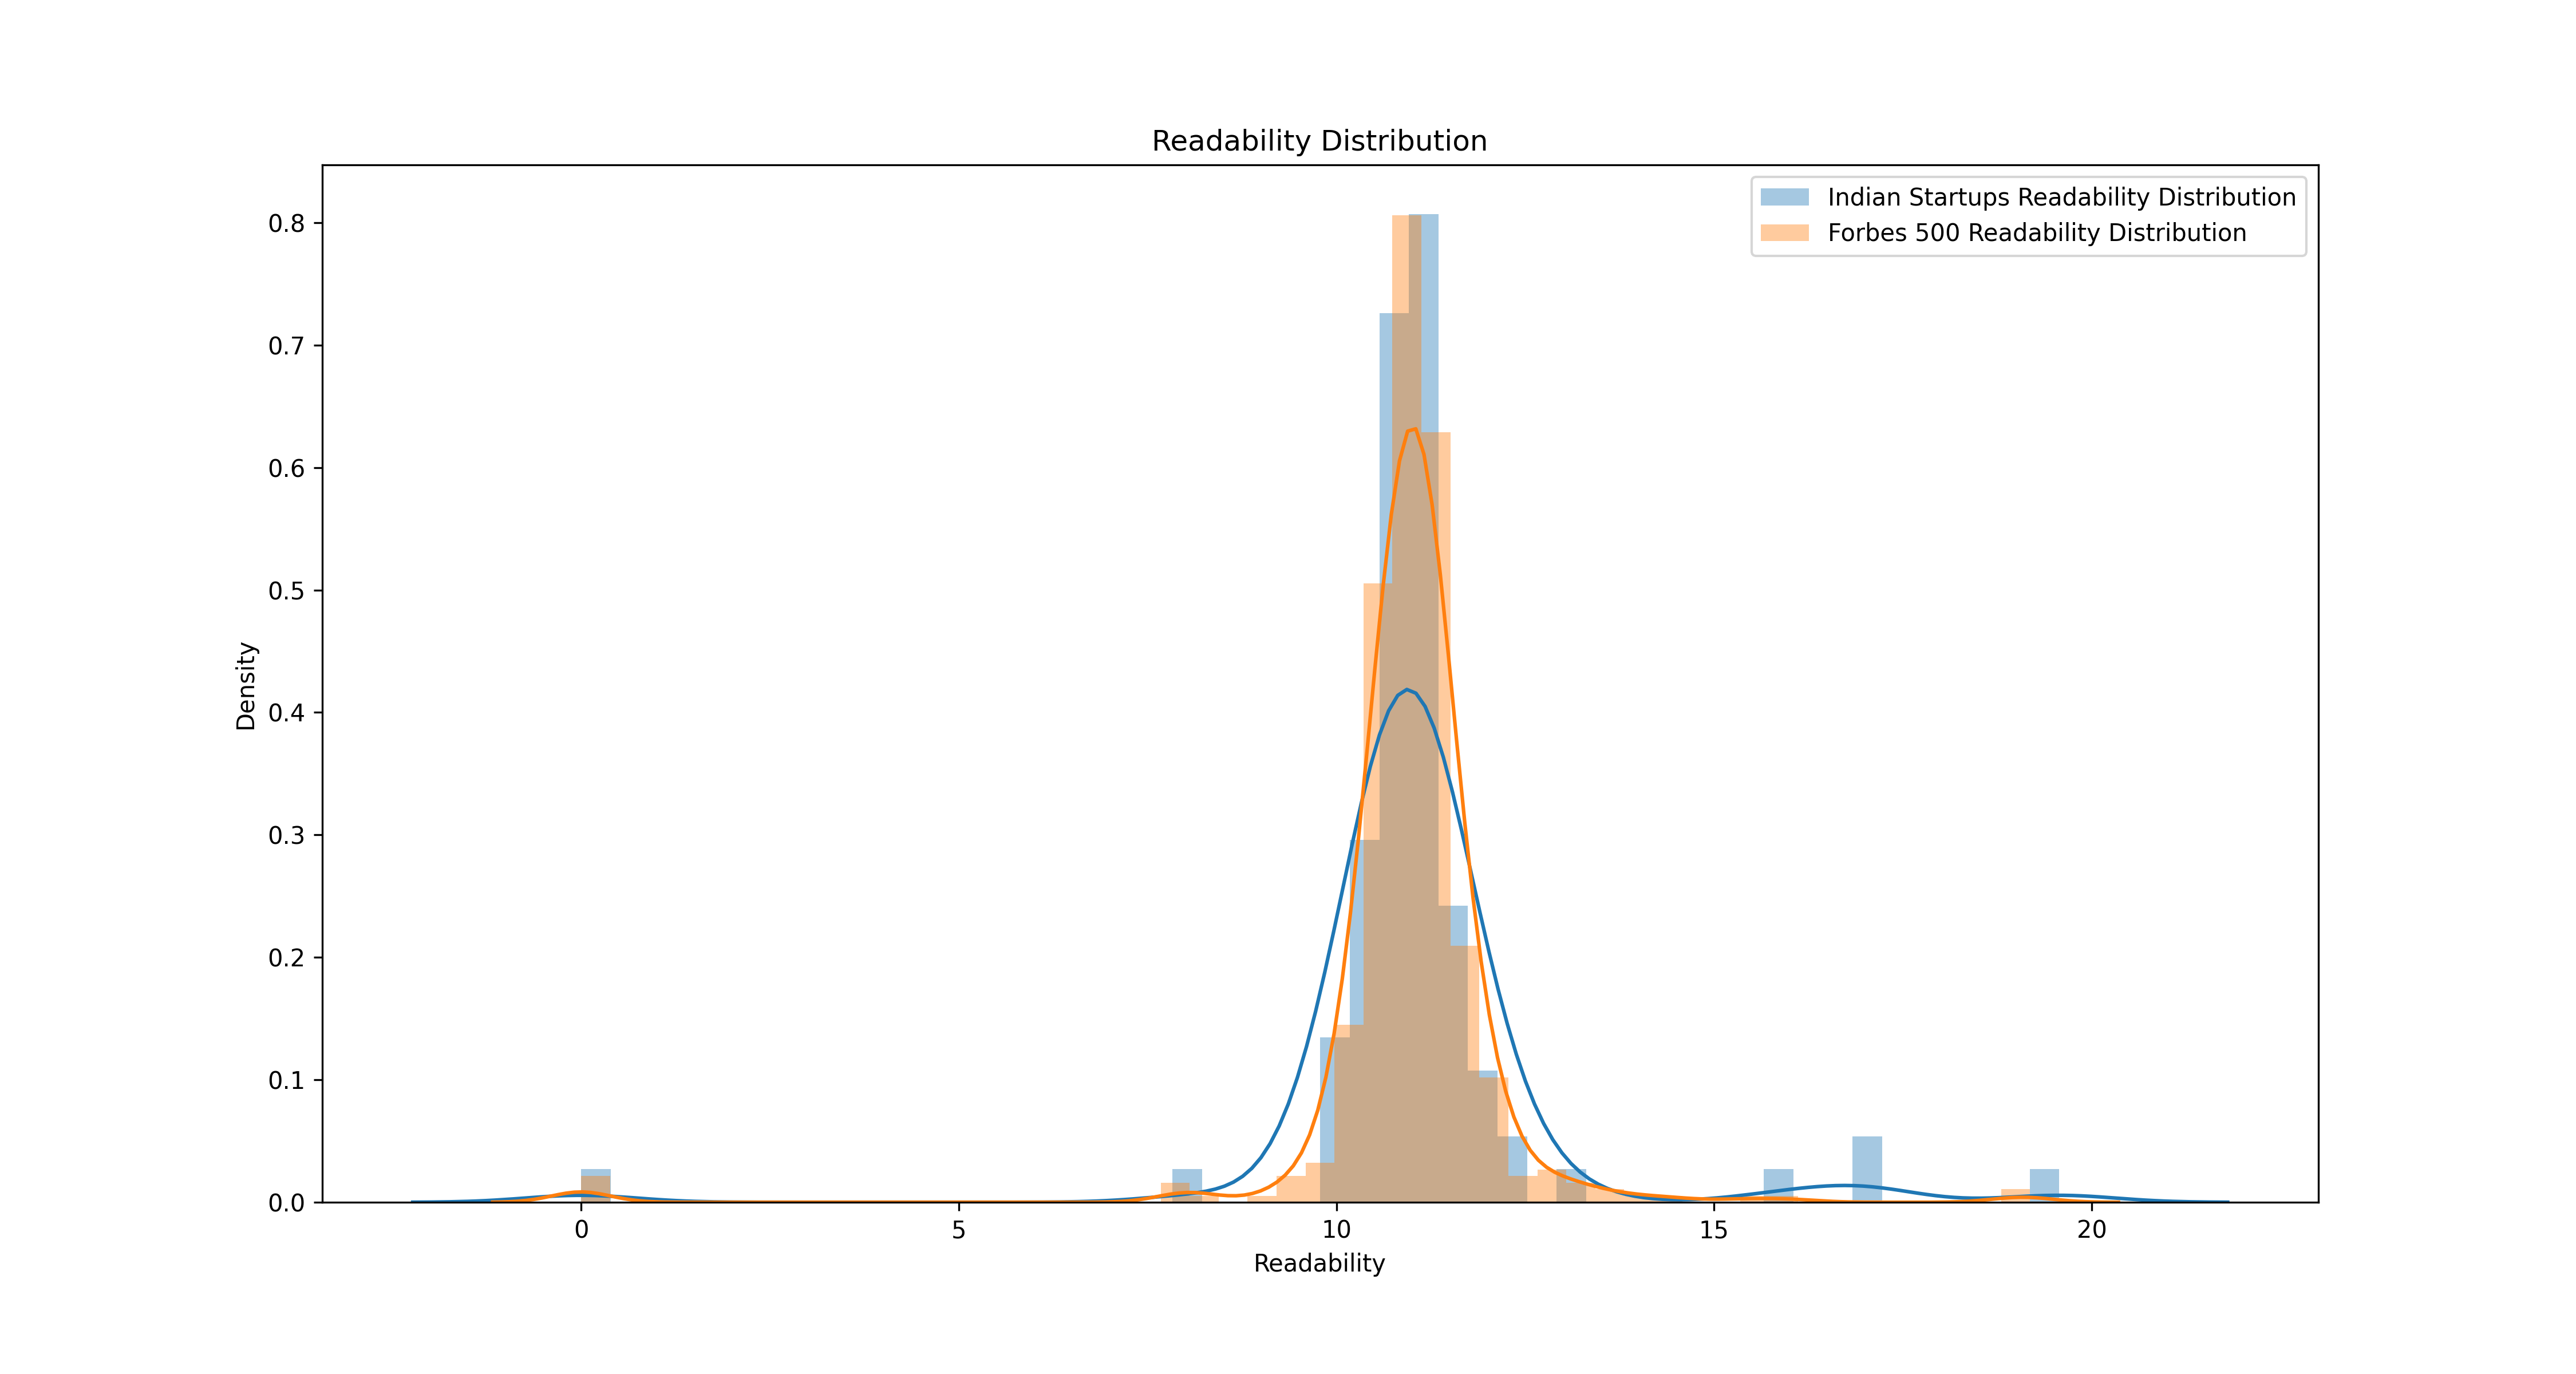 Readability Distribution
Indian Startups Readability Distribution
Forbes 500 Readability Distribution
0.8
0.7
0.6
0.5
0.4
0.3
0.2
0.1
0.0
Density
0 5 10 15 20
Readability